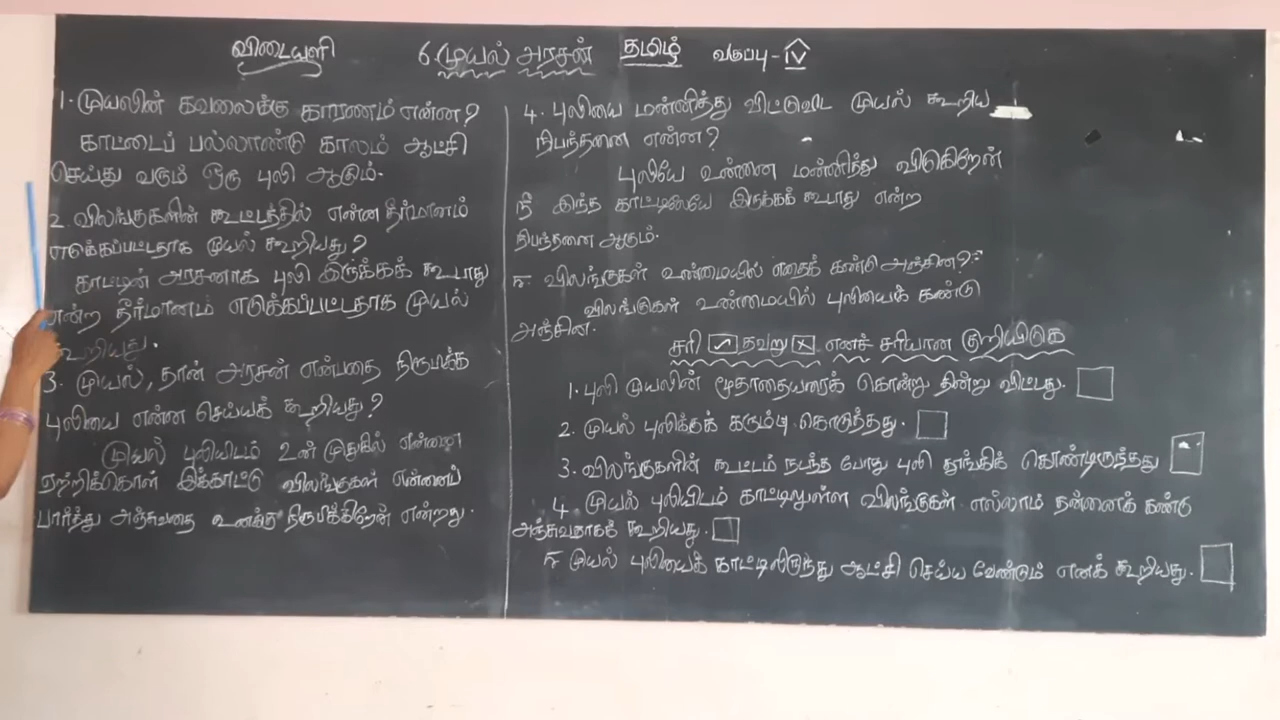 விடையளி 6.முயல் அரசன் தமிழ் வகுப்பு - IV
1. முயலின் கவலைக்கு காரணம் என்ன?
காட்டைப் பல்லாண்டு காலம் ஆட்சி
செய்து வரும் ஒரு புலி ஆகும்.
2. விலங்குகளின் கூட்டத்தில் என்ன தீர்மானம்
எடுக்கப்பட்டதாக முயல் கூறியது?
காட்டின் அரசனாக புலி இருக்கக் கூடாது
என்ற தீர்மானம் எடுக்கப்பட்டதாக முயல்
கூறியது.
3. முயல், தான் அரசன் என்பதை நிரூபிக்க
புலியை என்ன செய்யக் கூறியது?
முயல் புலியிடம் உன் முதுகில் என்னை
ஏற்றிக்கொள் இக்காட்டு விலங்குகள் என்னைப்
பார்த்து அஞ்சுவதை உனக்கு நிரூபிக்கிறேன் என்றது.
4. புலியை மன்னித்து விட்டுவிட முயல் கூறிய
நிபந்தனை என்ன?
புலியே உன்னை மன்னித்து விடுகிறேன்
நீ இந்த காட்டிலேயே இருக்கக் கூடாது என்ற
நிபந்தனை ஆகும்.
5. விலங்குகள் உண்மையில் எதைக் கண்டு அஞ்சின?
விலங்குகள் உண்மையில் புலியைக் கண்டு
அஞ்சின.
சரி ✓ தவறு × எனச் சரியான குறியிடுக
1. புலி முயலின் மூதாதையரைக் கொன்று தின்று விட்டது.
2. முயல் புலிக்குக் கரும்பு கொடுத்தது.
3. விலங்குகளின் கூட்டம் நடந்த போது புலி தூங்கிக் கொண்டிருந்தது
4. முயல் புலியிடம் காட்டிலுள்ள விலங்குகள் எல்லாம் தன்னைக் கண்டு
அஞ்சுவதாகக் கூறியது.
5 முயல் புலியைக் காட்டிலிருந்து ஆட்சி செய்ய வேண்டும் எனக் கூறியது.